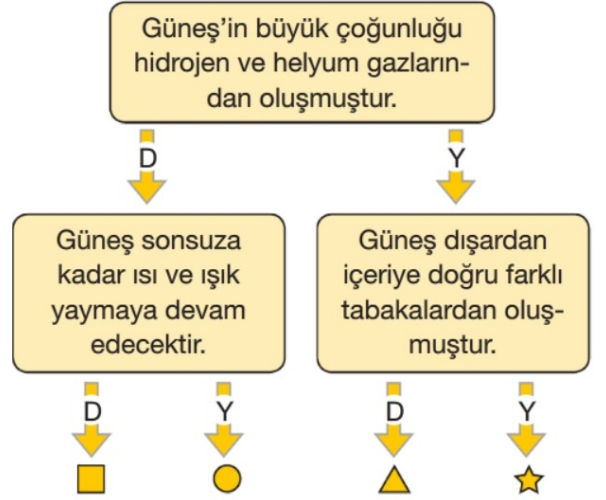 Güneş'in büyük çoğunluğu
hidrojen ve helyum gazların-
dan oluşmuştur.
D
Y
Güneş sonsuza
kadar ısı ve ışık
yaymaya devam
edecektir.
Güneş dışardan
içeriye doğru farklı
tabakalardan oluş-
muştur.
D
Y
D
Y